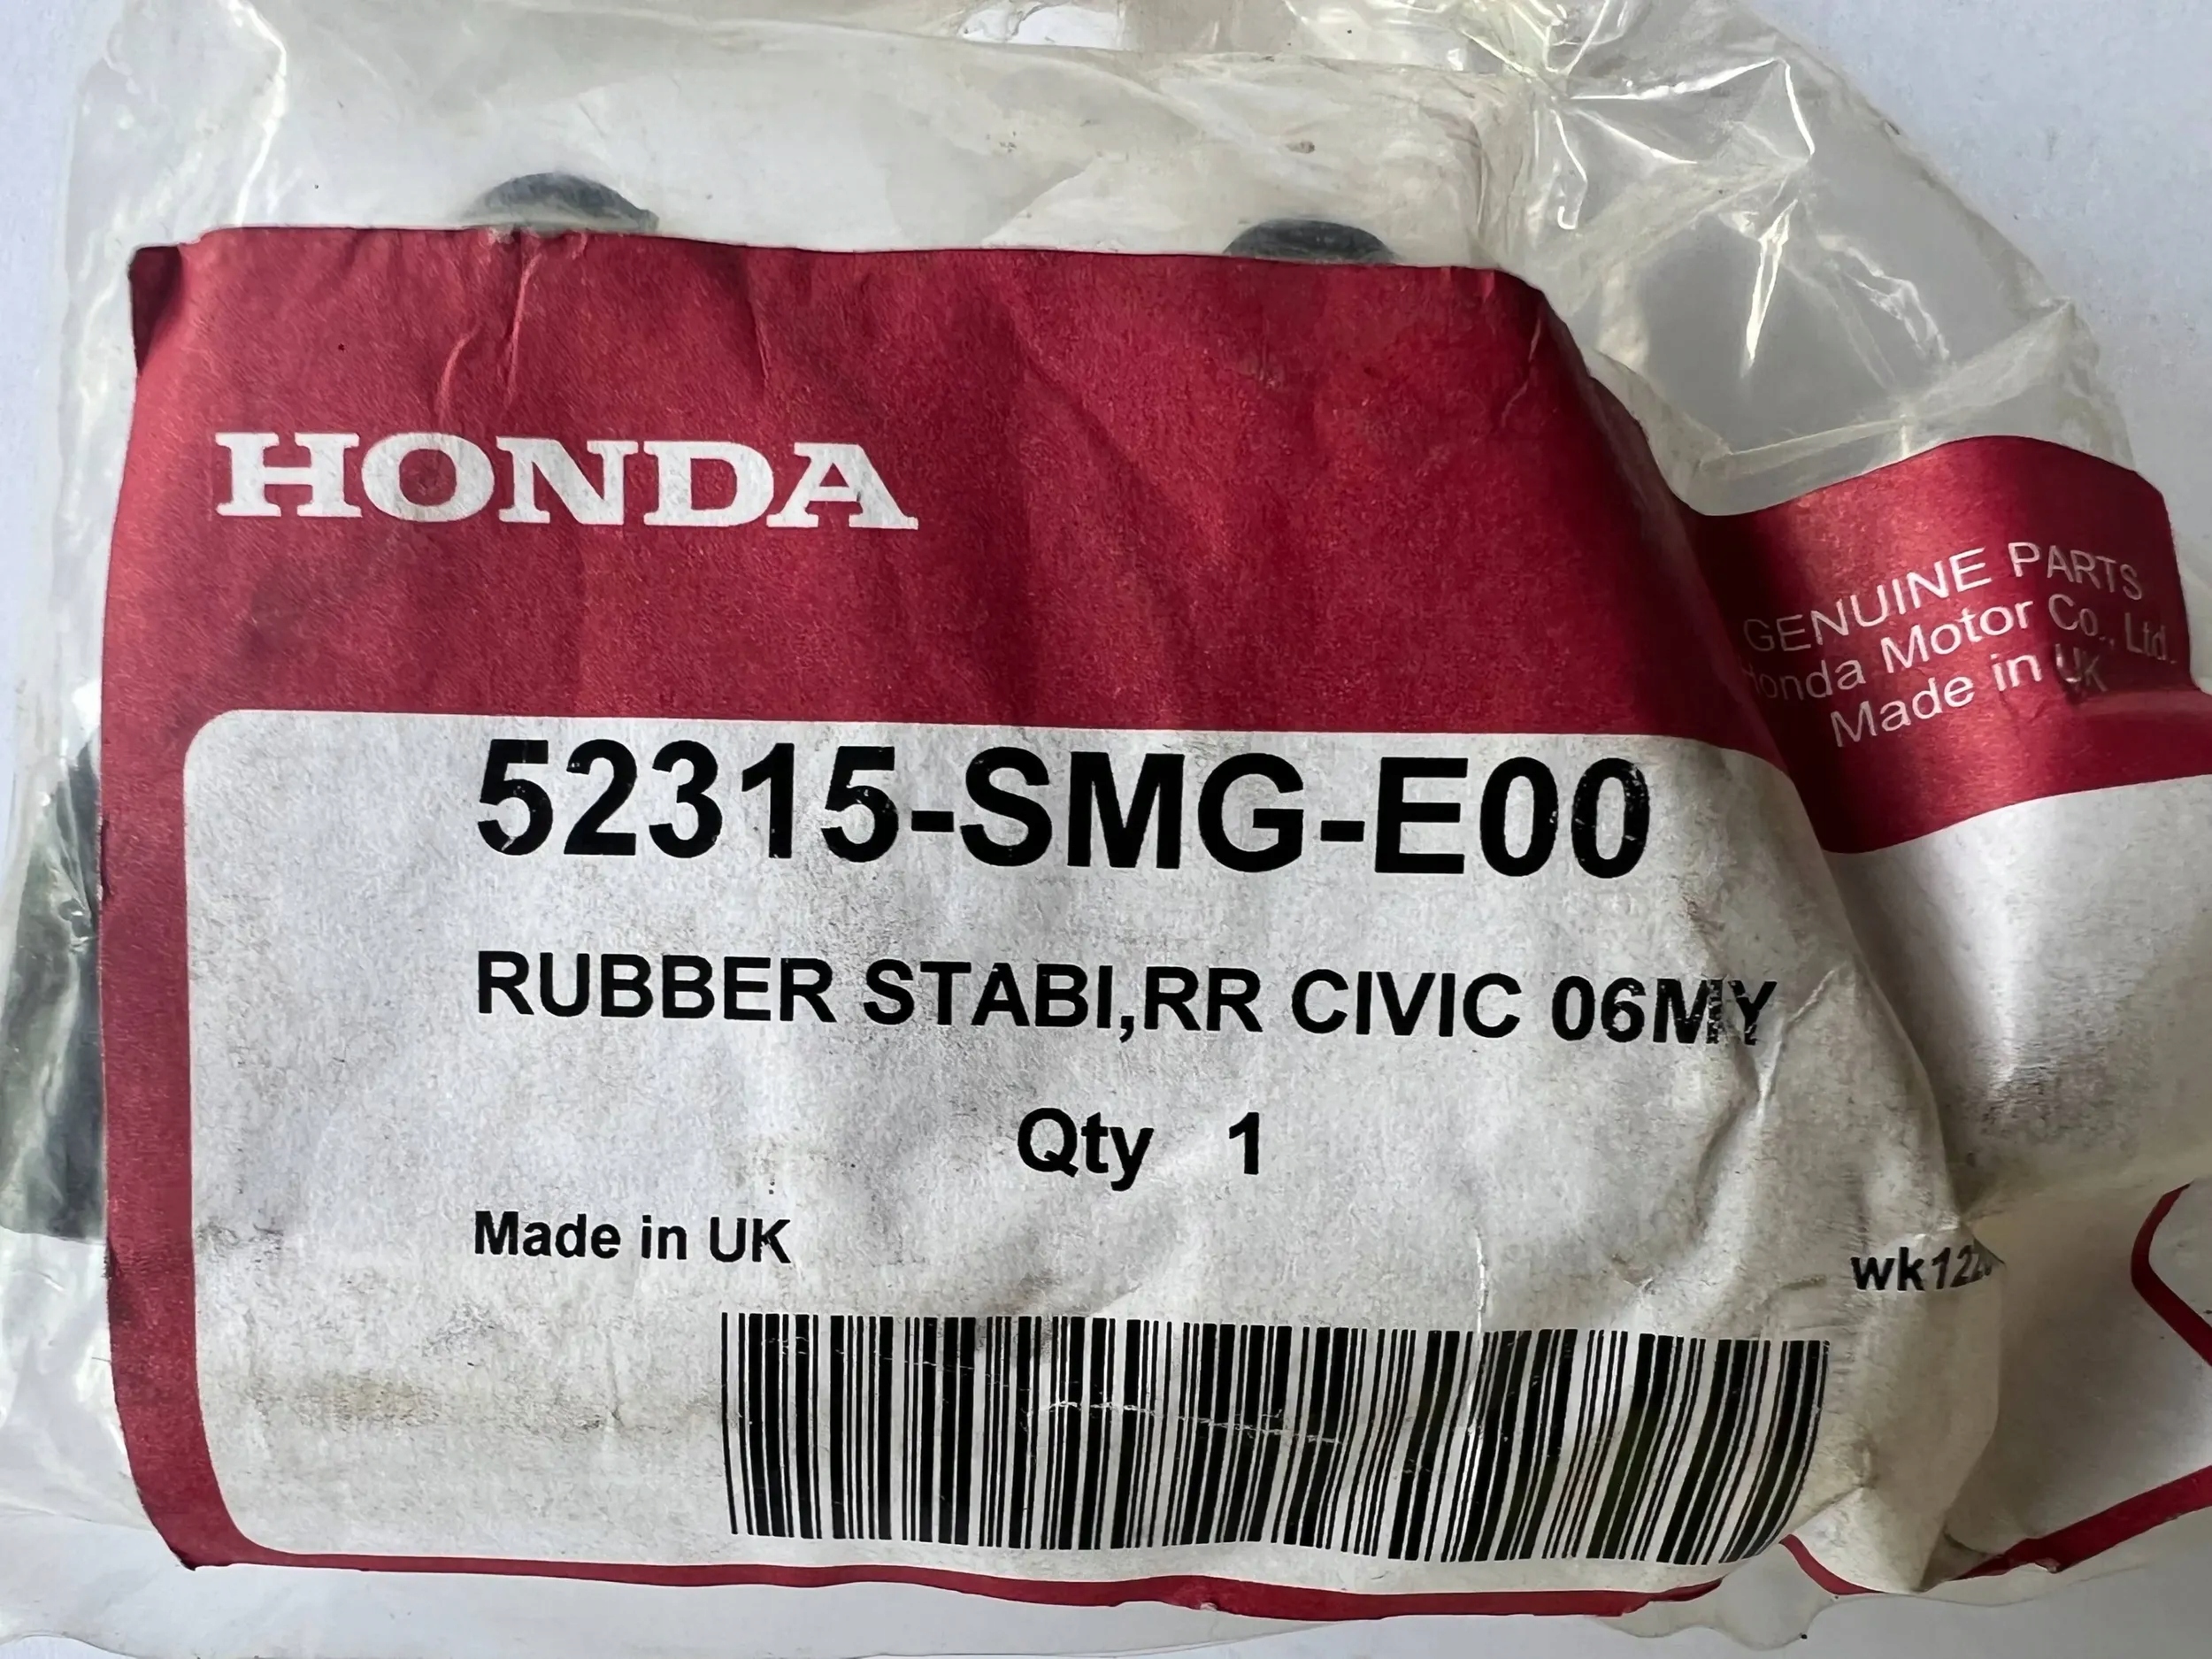 HONDA
GENUINE PARTS
Honda Motor Co., Ltd.
Made in UK
52315-SMG-E00
RUBBER STABI,RR CIVIC 06MY
Qty 1
Made in UK